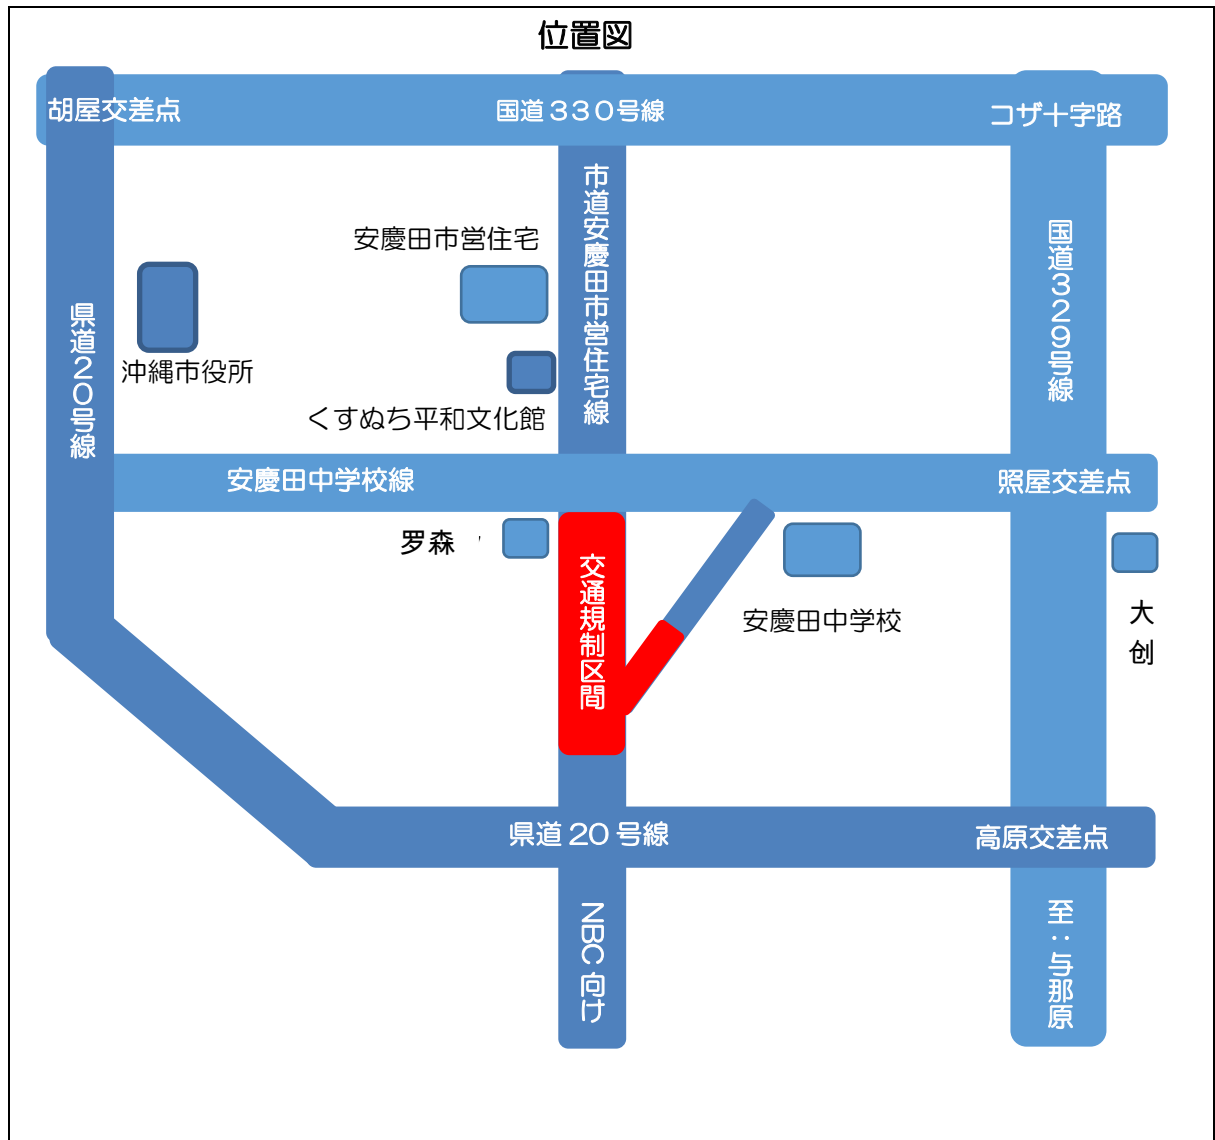 位置図
胡屋交差点
国道３３０号線
コザ十字路
市道安慶田市営住宅線
国道３２９号線
安慶田市営住宅
県道２０号線
沖縄市役所
くすぬち平和文化館
安慶田中学校線
照屋交差点
罗森 '
交通規制区間
安慶田中学校
大创
県道 20 号線
高原交差点
NBC 向け
至：与那原